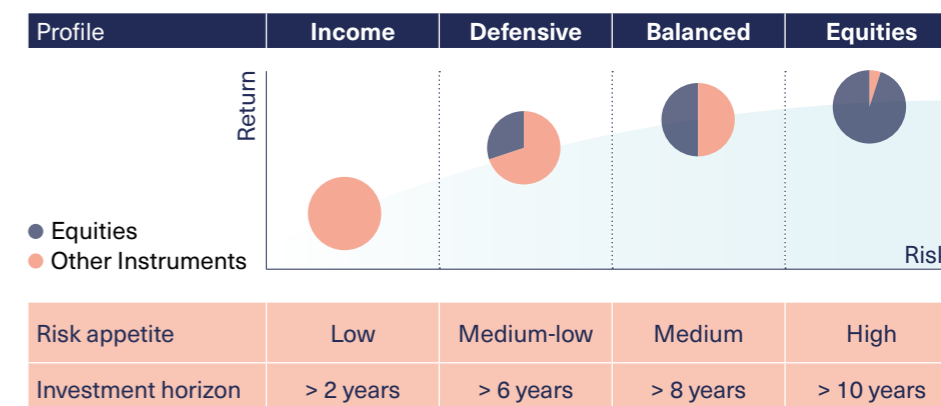 Profile Income Defensive Balanced Equities
Return
Equities
Other Instruments
Risk
Risk appetite Low Medium-low Medium High
Investment horizon > 2 years > 6 years > 8 years > 10 years